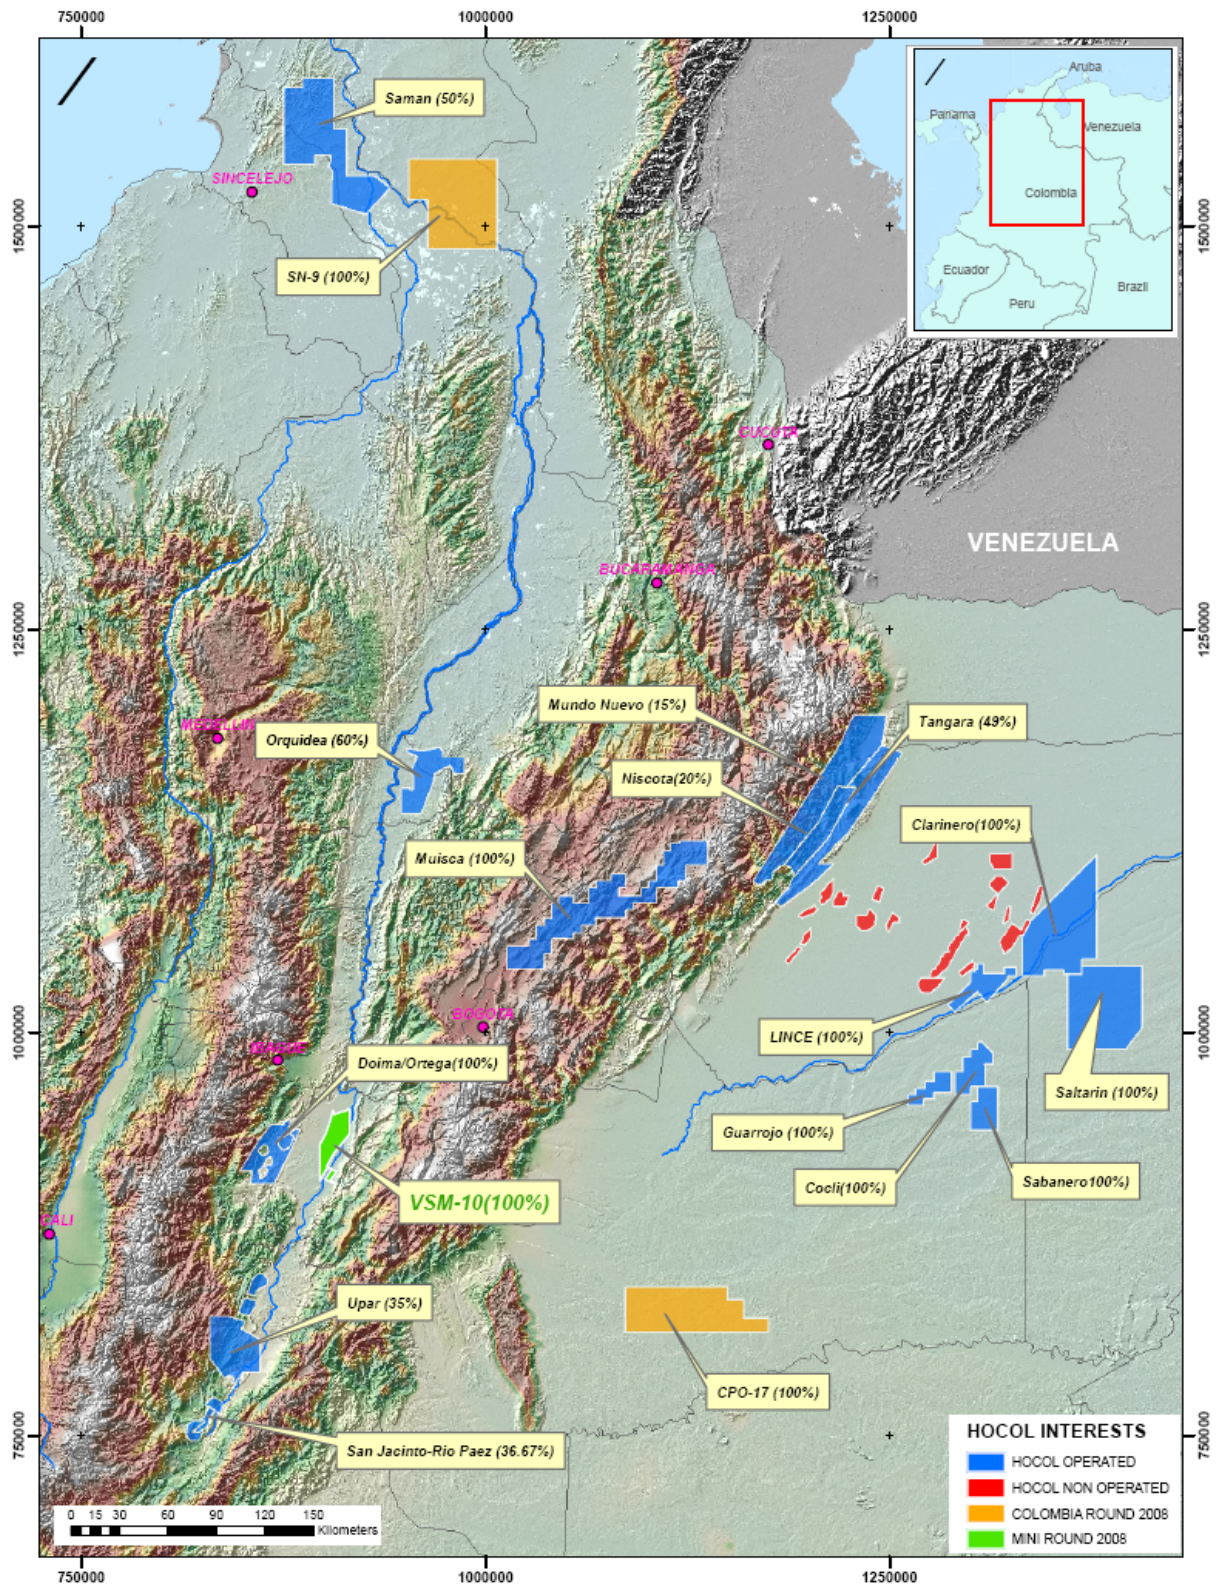 750000
1000000
1250000
Aruba
Panama
Venezuela
Colombia
Ecuador
Peru
Brazil
Saman (50%)
SINCELEJO
1500000
1500000
SN-9 (100%)
CUCUTA
VENEZUELA
BUCARAMANGA
1250000
1250000
Mundo Nuevo (15%)
Tangara (49%)
MEDELLIN
Orquidea (60%)
Niscota(20%)
Clarinero(100%)
Muisca (100%)
BOGOTA
1000000
1000000
LINCE (100%)
IBAGUE
Doima/Ortega(100%)
Saltarin (100%)
Guarrojo (100%)
Cocli(100%)
Sabanero100%)
VSM-10(100%)
CALI
Upar (35%)
CPO-17 (100%)
750000
750000
San Jacinto-Rio Paez (36.67%)
HOCOL INTERESTS
HOCOL OPERATED
HOCOL NON OPERATED
COLOMBIA ROUND 2008
MINI ROUND 2008
0 15 30 60 90 120 150
Kilometers
750000
1000000
1250000